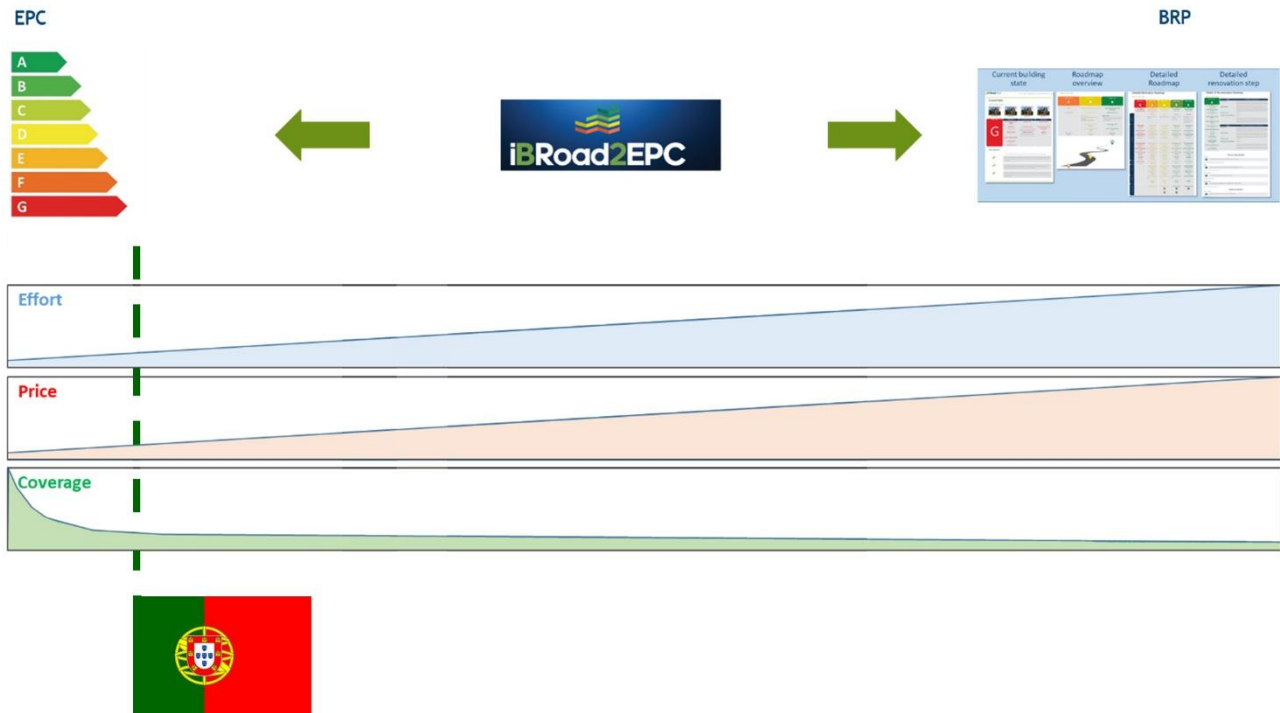 EPC
BRP
A
B
C
D
E
F
G
iBRoad2EPC
Current building
state
Roadmap
overview
Detailed
Roadmap
Detailed
renovation step
G
Effort
Price
Coverage